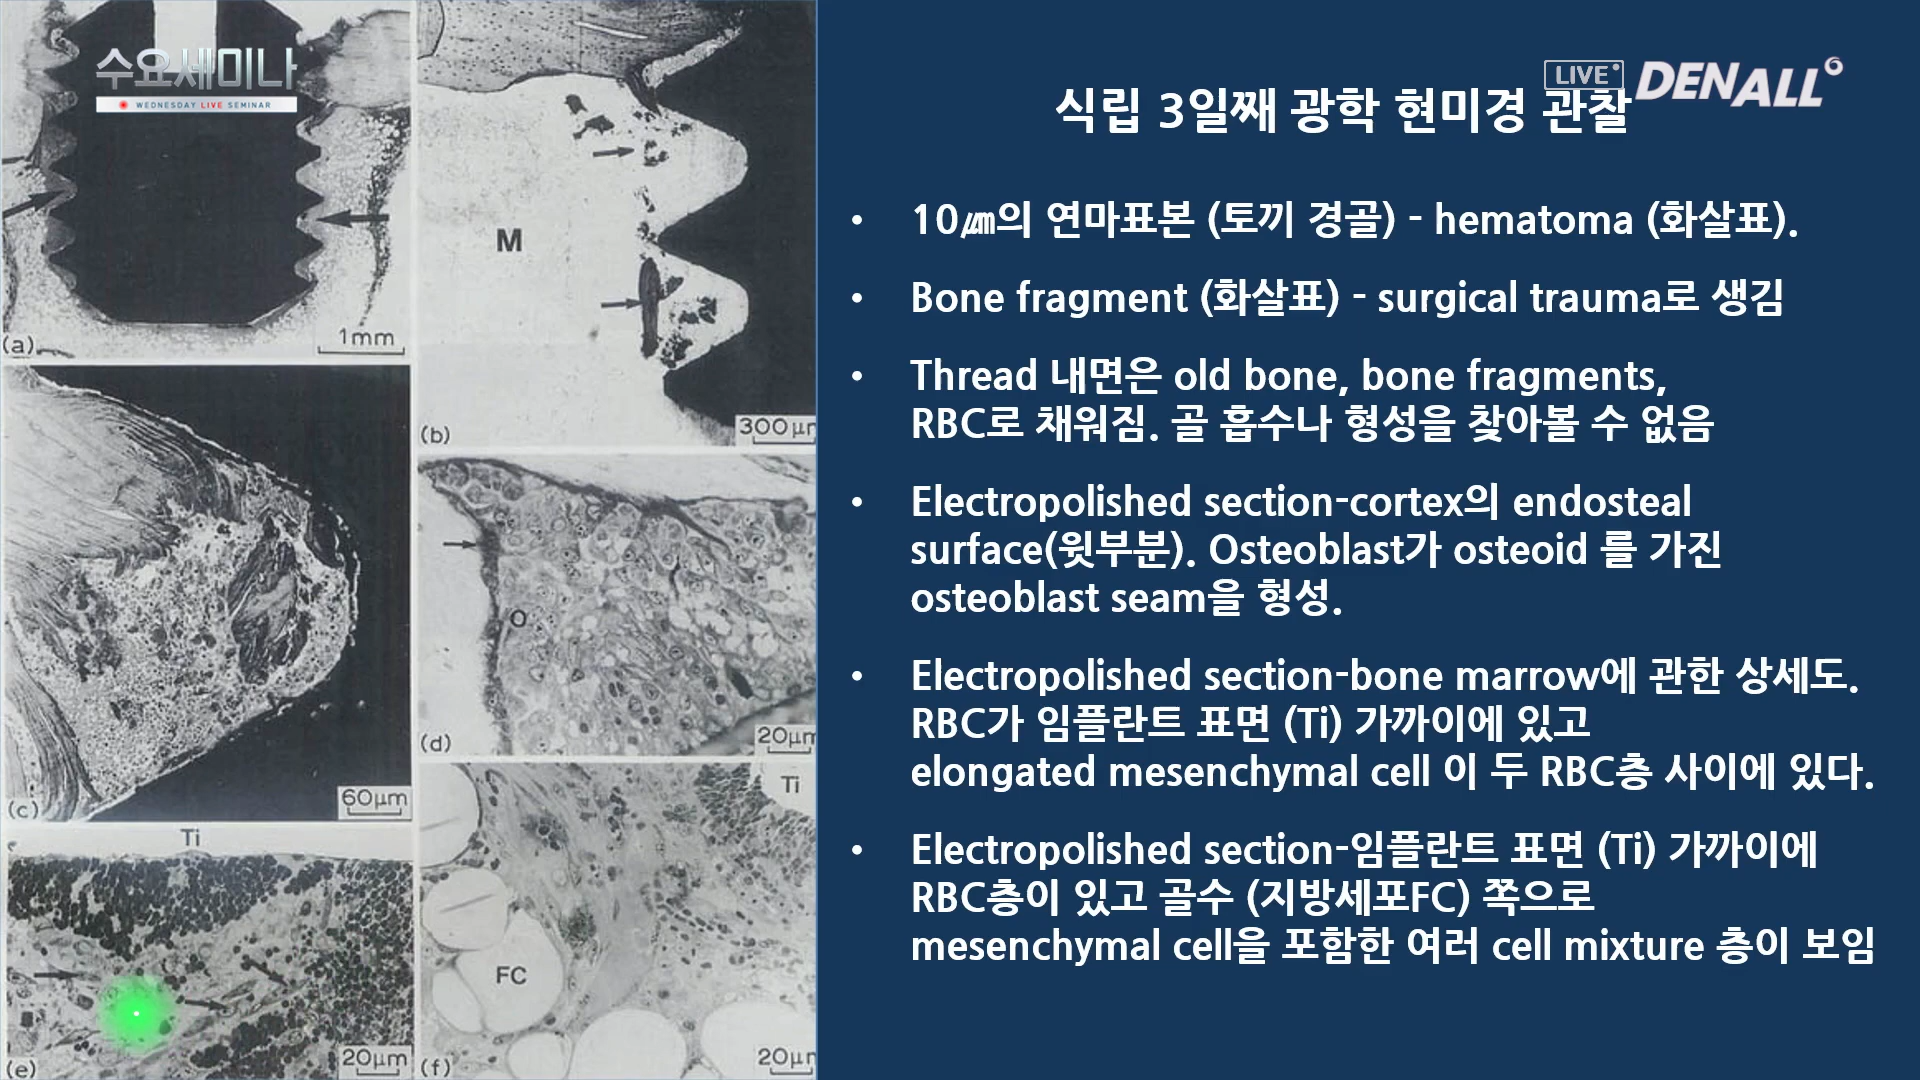 수요세미나
WEDNESDAY LIVE SEMINAR
LIVE
DENALL
식립 3일째 광학 현미경 관찰
• 10㎛의 연마표본 (토끼 경골) - hematoma (화살표).
• Bone fragment (화살표) - surgical trauma로 생김
• Thread 내면은 old bone, bone fragments,
RBC로 채워짐. 골 흡수나 형성을 찾아볼 수 없음
• Electropolished section-cortex의 endosteal
surface(윗부분). Osteoblast가 osteoid 를 가진
osteoblast seam을 형성.
• Electropolished section-bone marrow에 관한 상세도.
RBC가 임플란트 표면 (Ti) 가까이에 있고
elongated mesenchymal cell 이 두 RBC층 사이에 있다.
• Electropolished section-임플란트 표면 (Ti) 가까이에
RBC층이 있고 골수 (지방세포FC) 쪽으로
mesenchymal cell을 포함한 여러 cell mixture 층이 보임
(a)
1mm
M
(b)
300μm
(c)
60μm
O
(d)
20μm
Ti
(e)
20μm
Ti
FC
(f)
20μm